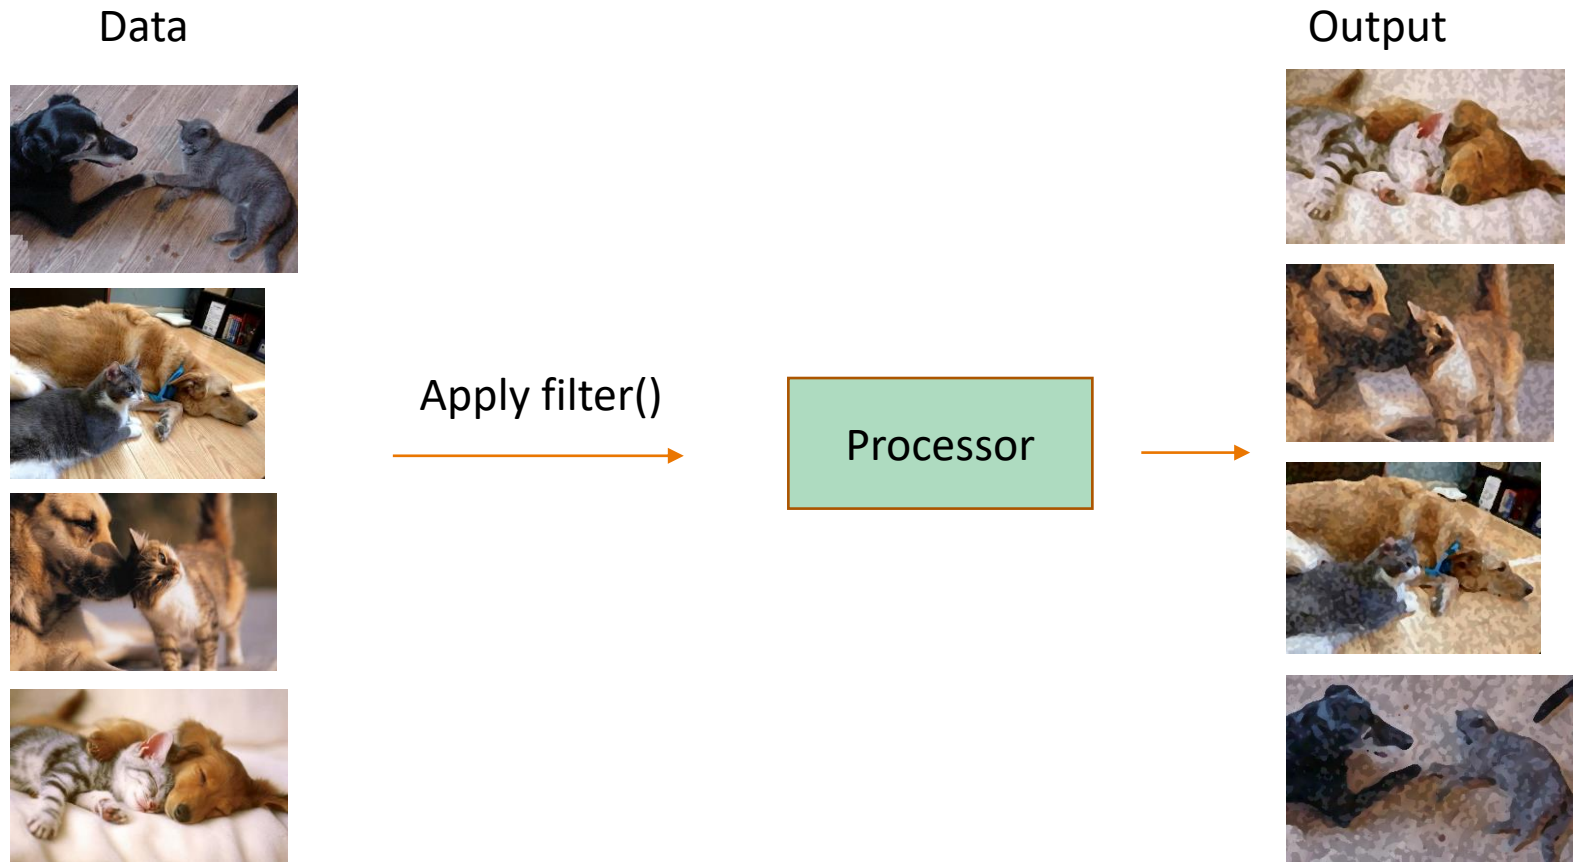 Data
Output
Apply filter()
Processor